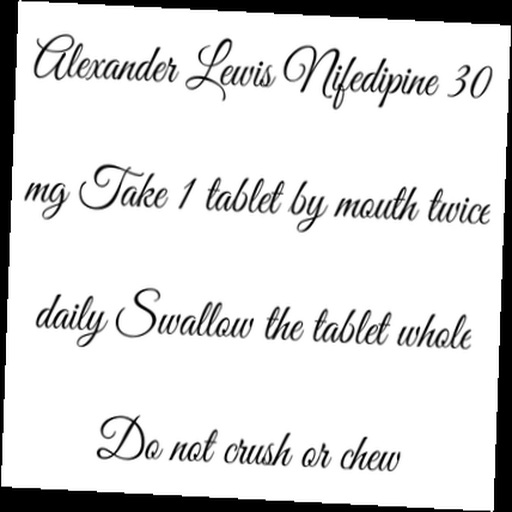 Alexander Lewis Nifedipine 30
mg Take 1 tablet by mouth twice
daily Swallow the tablet whole
Do not crush or chew